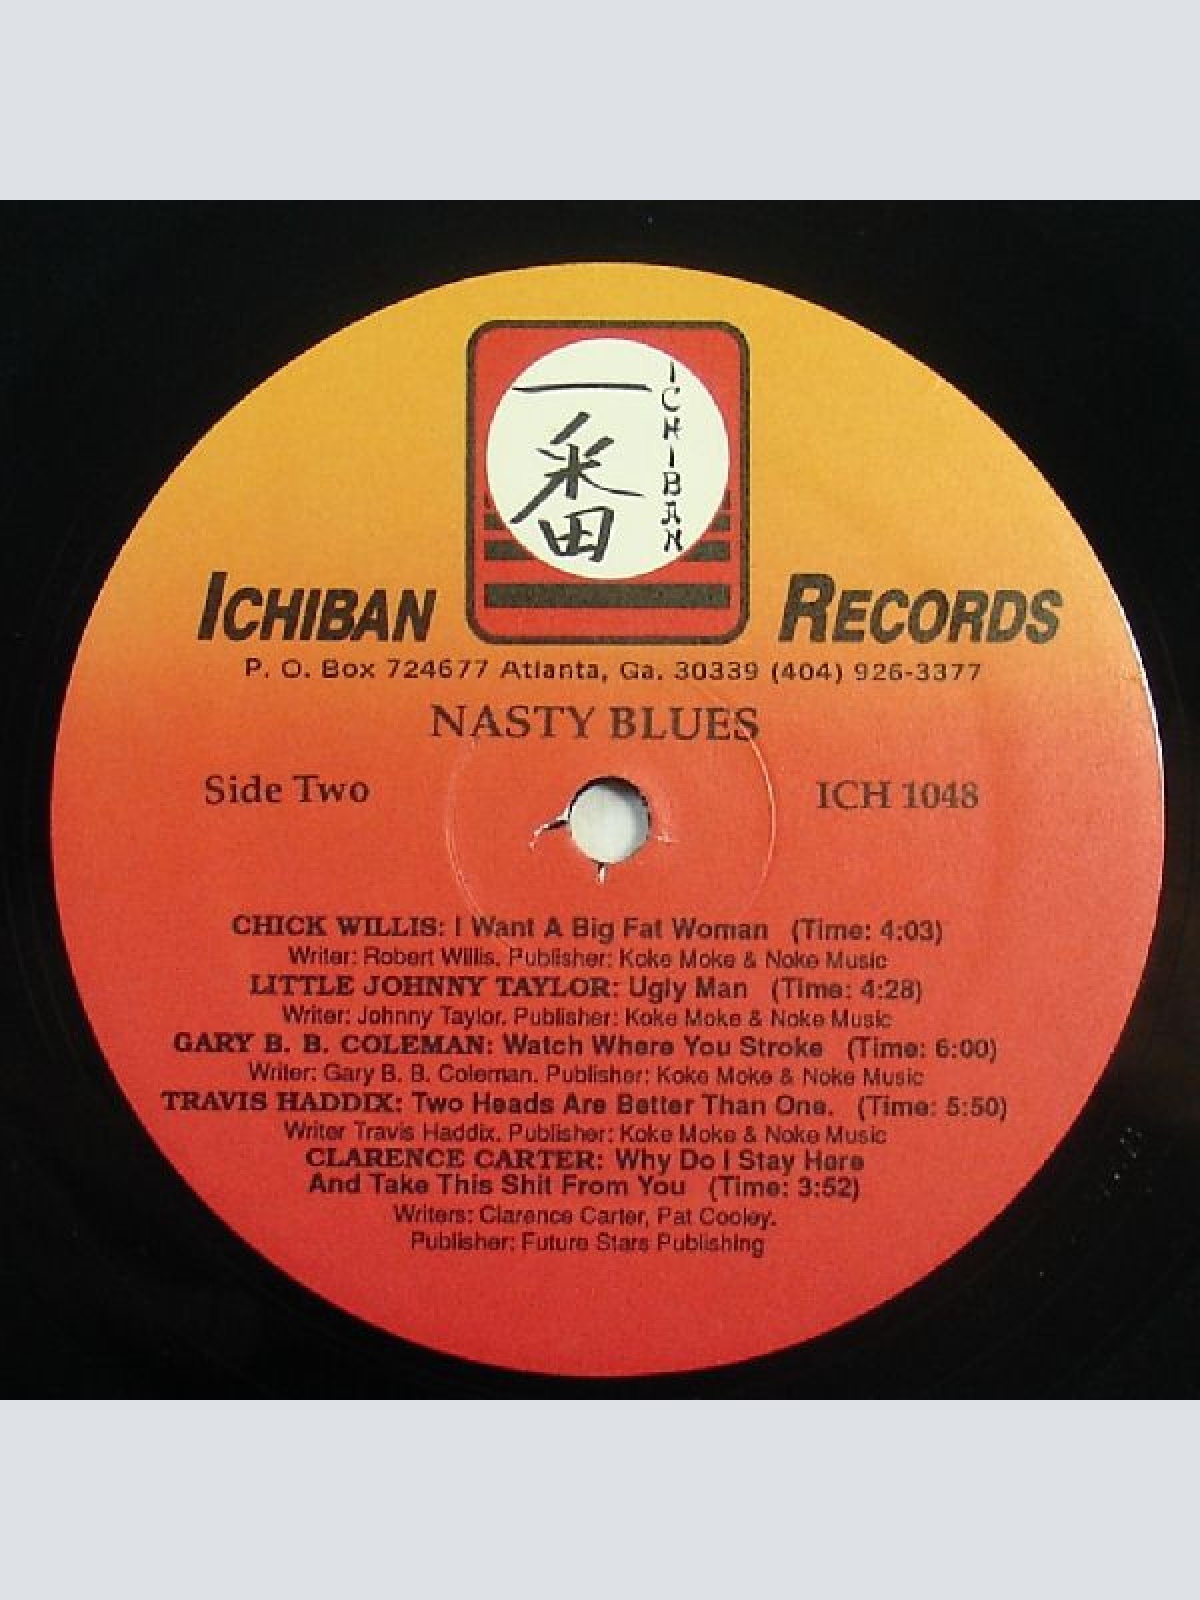 一番
ICHIBAN
ICHIBAN RECORDS
P. O. Box 724677 Atlanta, Ga. 30339 (404) 926-3377
NASTY BLUES
Side Two
ICH 1048
CHICK WILLIS: I Want A Big Fat Woman (Time: 4:03)
Writer: Robert Willis. Publisher: Koke Moke & Noke Music
LITTLE JOHNNY TAYLOR: Ugly Man (Time: 4:28)
Writer: Johnny Taylor. Publisher: Koke Moke & Noke Music
GARY B. B. COLEMAN: Watch Where You Stroke (Time: 6:00)
Writer: Gary B. B. Coleman. Publisher: Koke Moke & Noke Music
TRAVIS HADDIX: Two Heads Are Better Than One. (Time: 5:50)
Writer Travis Haddix. Publisher: Koke Moke & Noke Music
CLARENCE CARTER: Why Do I Stay Here
And Take This Shit From You (Time: 3:52)
Writers: Clarence Carter, Pat Cooley.
Publisher: Future Stars Publishing